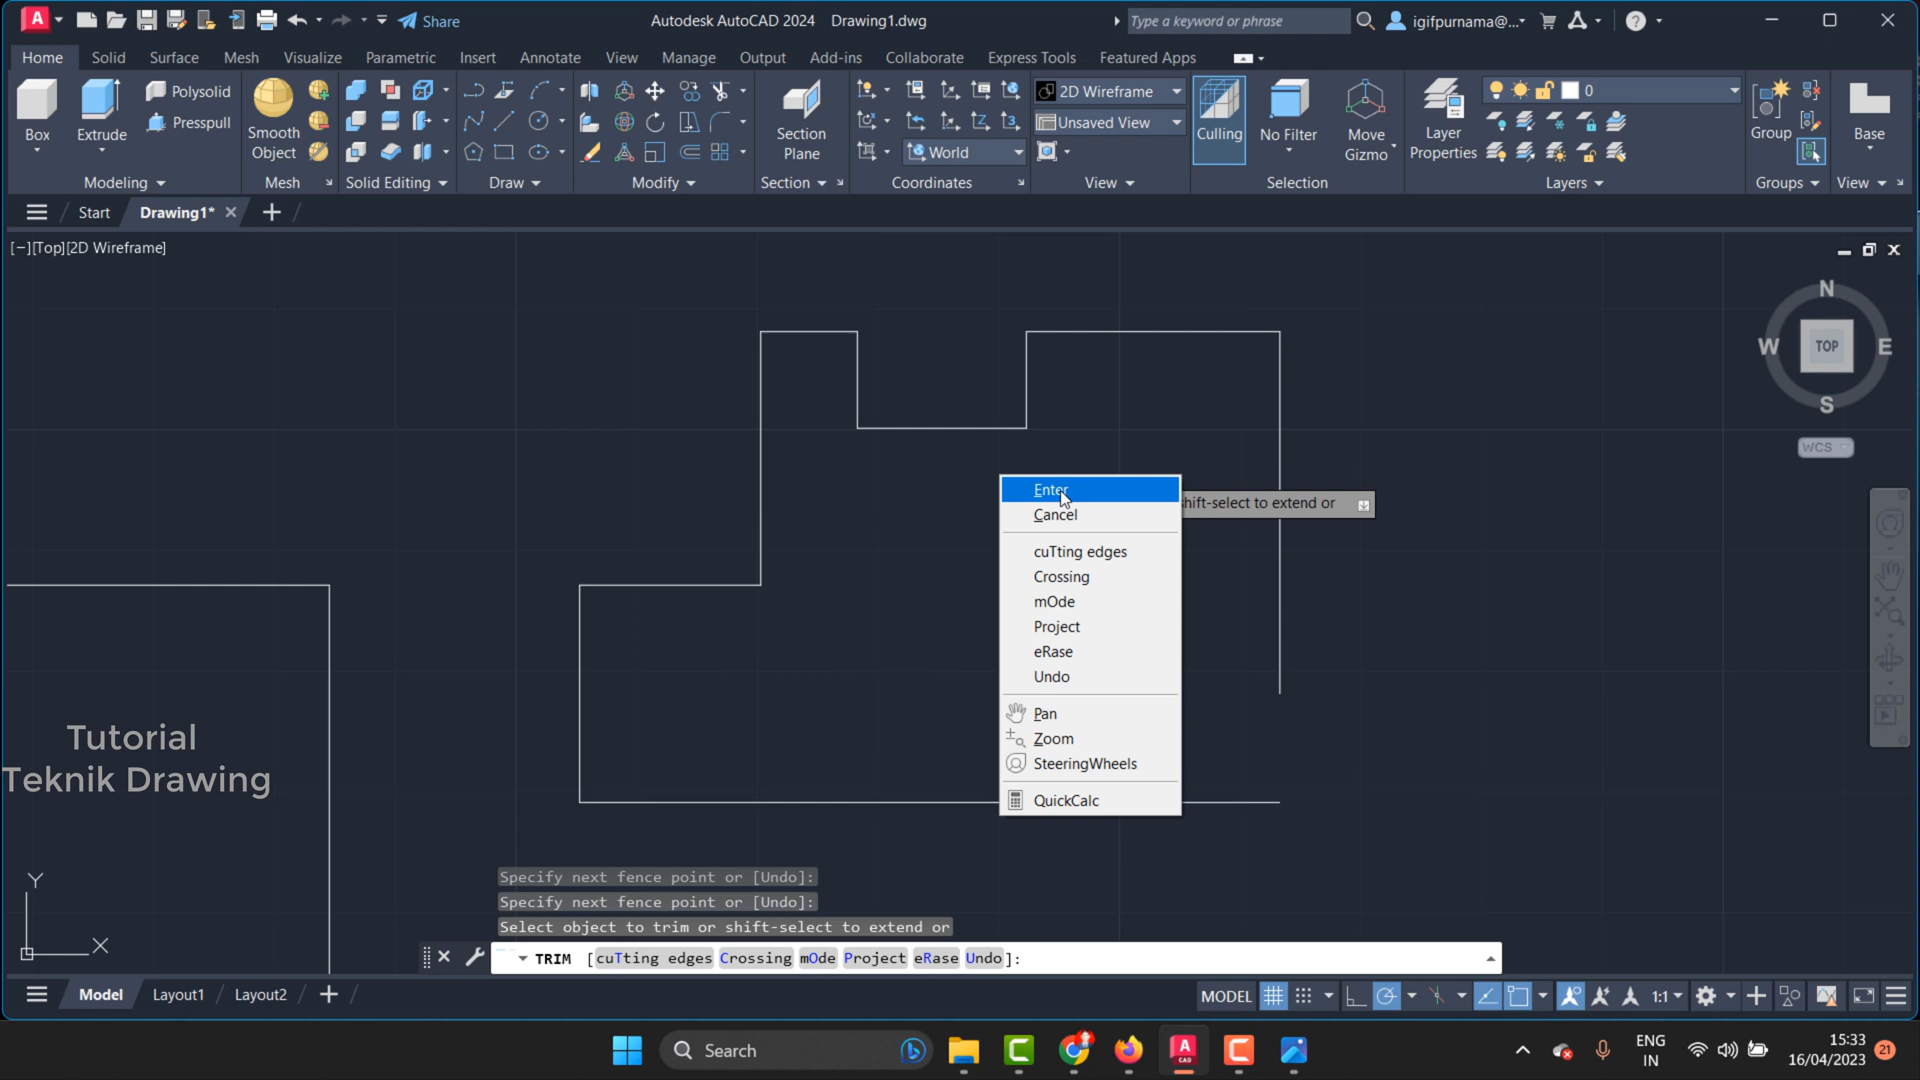 A
Share
Autodesk AutoCAD 2024 Drawing1.dwg
Type a keyword or phrase
igifpurnama@...
Home Solid Surface Mesh Visualize Parametric Insert Annotate View Manage Output Add-ins Collaborate Express Tools Featured Apps
Box
Extrude
Polysolid
Presspull
Smooth
Object
Section
Plane
World
2D Wireframe
Unsaved View
Culling
No Filter
Move
Gizmo
Layer
Properties
0
Group
Base
Modeling Mesh Solid Editing Draw Modify Section Coordinates View Selection Layers Groups View
Start Drawing1*
[−][Top][2D Wireframe]
N
W TOP E
S
WCS
Enter
Cancel
cuTting edges
Crossing
mOde
Project
eRase
Undo
Pan
Zoom
SteeringWheels
QuickCalc
hift-select to extend or
Tutorial
Teknik Drawing
Y
X
Specify next fence point or [Undo]:
Specify next fence point or [Undo]:
Select object to trim or shift-select to extend or
TRIM [cuTting edges Crossing mOde Project eRase Undo]:
Model Layout1 Layout2
MODEL 1:1
Search
A
CAD
ENG
IN
15:33
16/04/2023
21